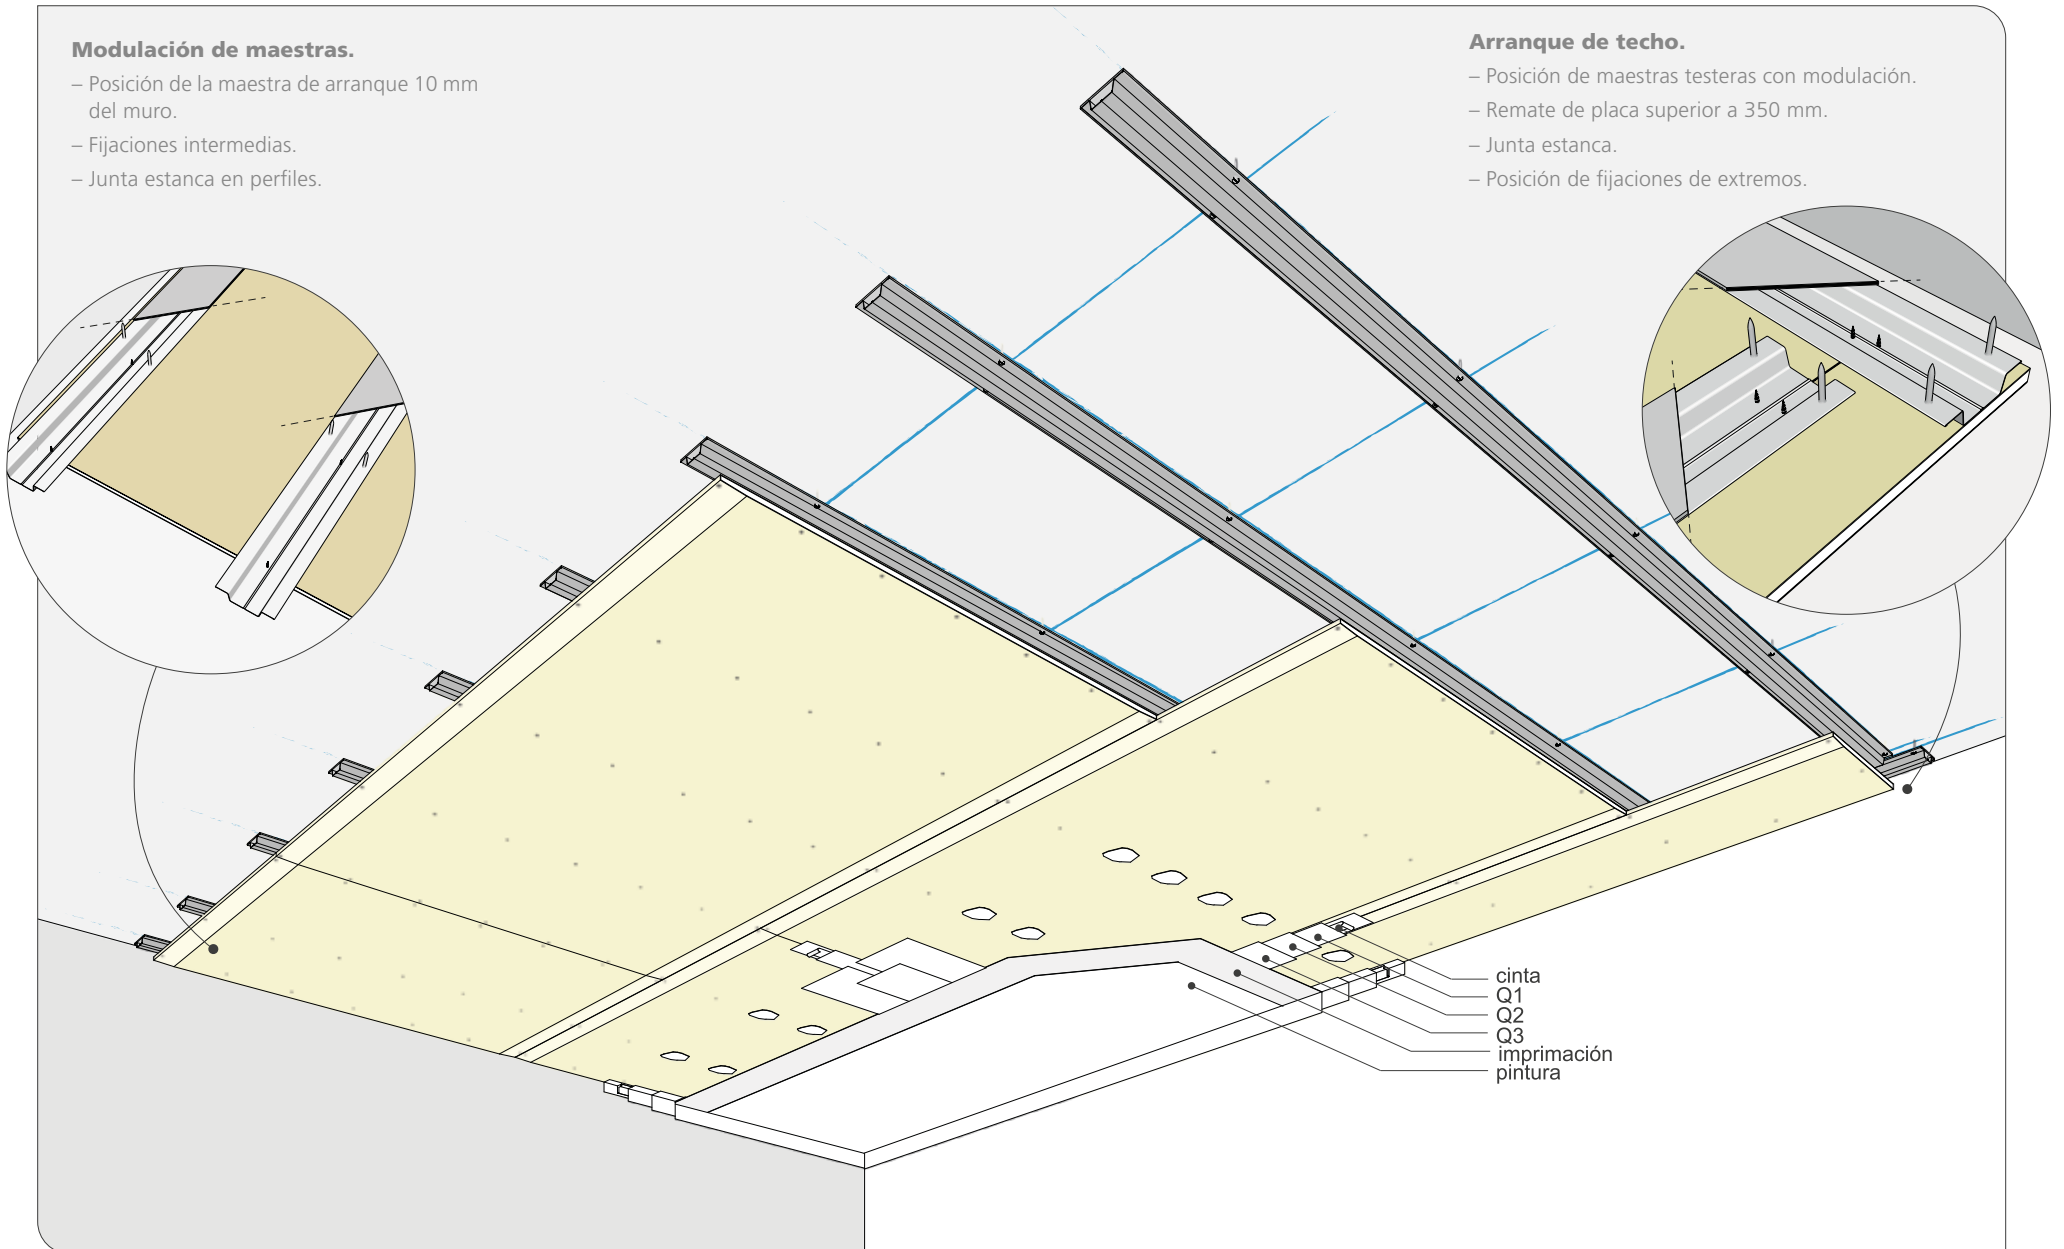 Modulación de maestras.
– Posición de la maestra de arranque 10 mm
del muro.
– Fijaciones intermedias.
– Junta estanca en perfiles.
Arranque de techo.
– Posición de maestras testeras con modulación.
– Remate de placa superior a 350 mm.
– Junta estanca.
– Posición de fijaciones de extremos.
cinta
Q1
Q2
Q3
imprimación
pintura